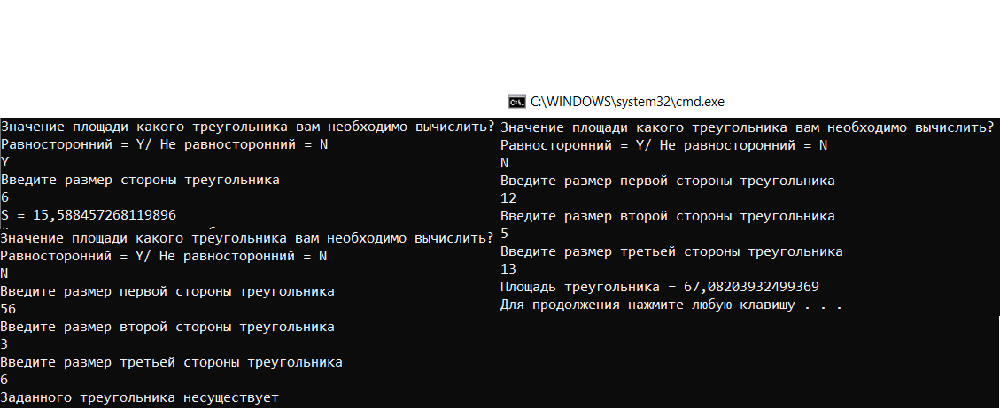 Значение площади какого треугольника вам необходимо вычислить?
Равносторонний = Y/ Не равносторонний = N
Y
Введите размер стороны треугольника
6
S = 15,588457268119896
Значение площади какого треугольника вам необходимо вычислить?
Равносторонний = Y/ Не равносторонний = N
N
Введите размер первой стороны треугольника
56
Введите размер второй стороны треугольника
3
Введите размер третьей стороны треугольника
6
Заданного треугольника несуществует
C:\WINDOWS\system32\cmd.exe
Значение площади какого треугольника вам необходимо вычислить?
Равносторонний = Y/ Не равносторонний = N
N
Введите размер первой стороны треугольника
12
Введите размер второй стороны треугольника
5
Введите размер третьей стороны треугольника
13
Площадь треугольника = 67,08203932499369
Для продолжения нажмите любую клавишу . . .